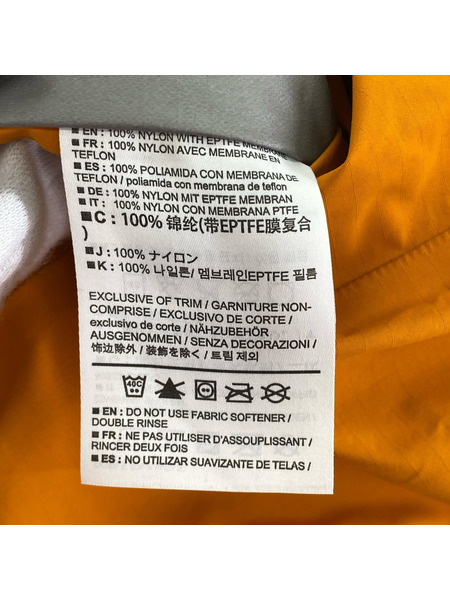 ■ EN: 100% NYLON WITH EPTFE MEMBRANE
■ FR: 100% NYLON AVEC MEMBRANE EN
TEFLON
■ ES: 100% POLIAMIDA CON MEMBRANA DE
TEFLON / poliamida con membrana de teflon
■ DE: 100% NYLON MIT EPTFE MEMBRAN
■ IT: 100% NYLON CON MEMBRANA PTFE
■ C: 100% 锦纶(带EPTFE膜复合
)
■ J: 100% ナイロン
■ K: 100% 나일론/ 멤브레인EPTFE 필름
EXCLUSIVE OF TRIM / GARNITURE NON-
COMPRISE / EXCLUSIVO DE CORTE /
exclusivo de corte / NÄHZUBEHÖR
AUSGENOMMEN / SENZA DECORAZIONI /
饰边除外 / 装飾を除く / 트림 제외
40C
■ EN: DO NOT USE FABRIC SOFTENER /
DOUBLE RINSE
■ FR: NE PAS UTILISER D'ASSOUPLISSANT /
RINCER DEUX FOIS
■ ES: NO UTILIZAR SUAVIZANTE DE TELAS /